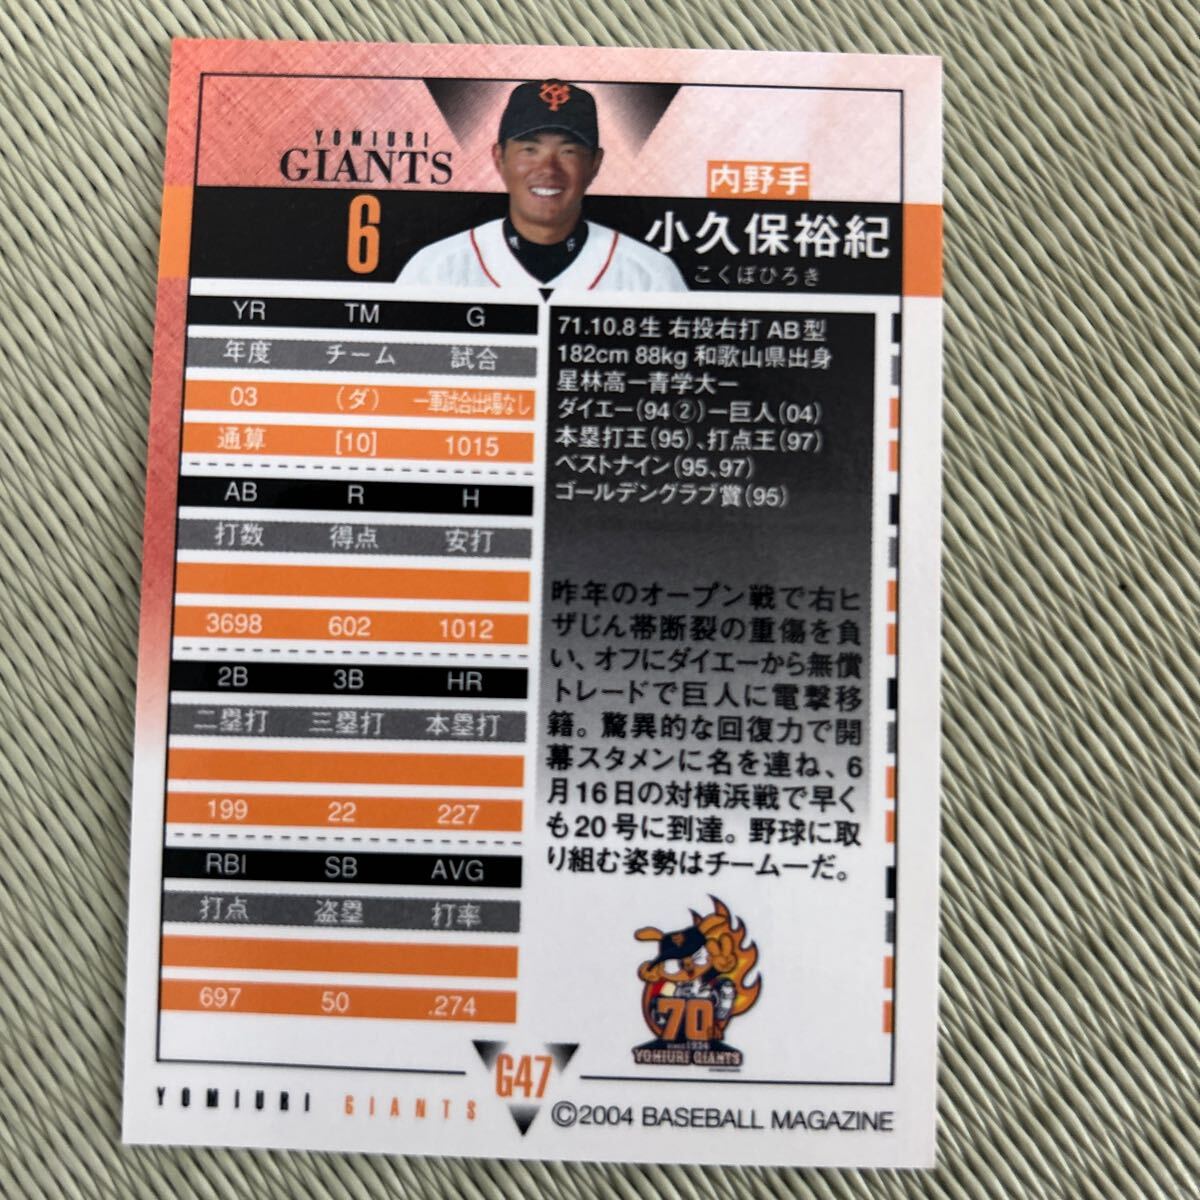 YOMIURI
GIANTS
6
内野手
小久保裕紀
こくぼひろき
YR TM G
年度 チーム 試合
03 (ダ) 一軍試合出場なし
通算 [10] 1015
AB R H
打数 得点 安打
3698 602 1012
2B 3B HR
二塁打 三塁打 本塁打
199 22 227
RBI SB AVG
打点 盗塁 打率
697 50 .274
71.10.8生 右投右打 AB型
182cm 88kg 和歌山県出身
星林高ー青学大ー
ダイエー(94②)ー巨人(04)
本塁打王(95)、打点王(97)
ベストナイン(95、97)
ゴールデングラブ賞(95)
昨年のオープン戦で右ヒ
ザじん帯断裂の重傷を負
い、オフにダイエーから無償
トレードで巨人に電撃移
籍。驚異的な回復力で開
幕スタメンに名を連ね、6
月16日の対横浜戦で早く
も20号に到達。野球に取
り組む姿勢はチーム一だ。
70th
since1934
YOMIURI GIANTS
G47
YOMIURI GIANTS
©2004 BASEBALL MAGAZINE